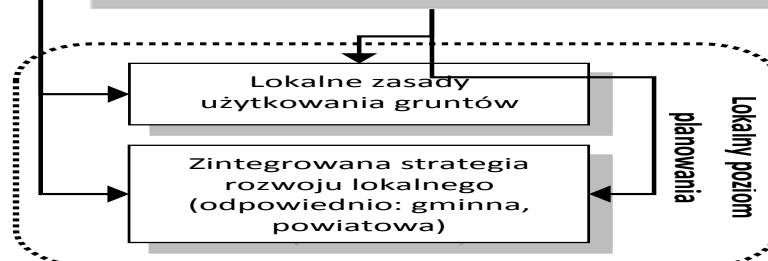 Lokalne zasady
użytkowania gruntów
Zintegrowana strategia
rozwoju lokalnego
(odpowiednio: gminna,
powiatowa)
Lokalny poziom
planowania